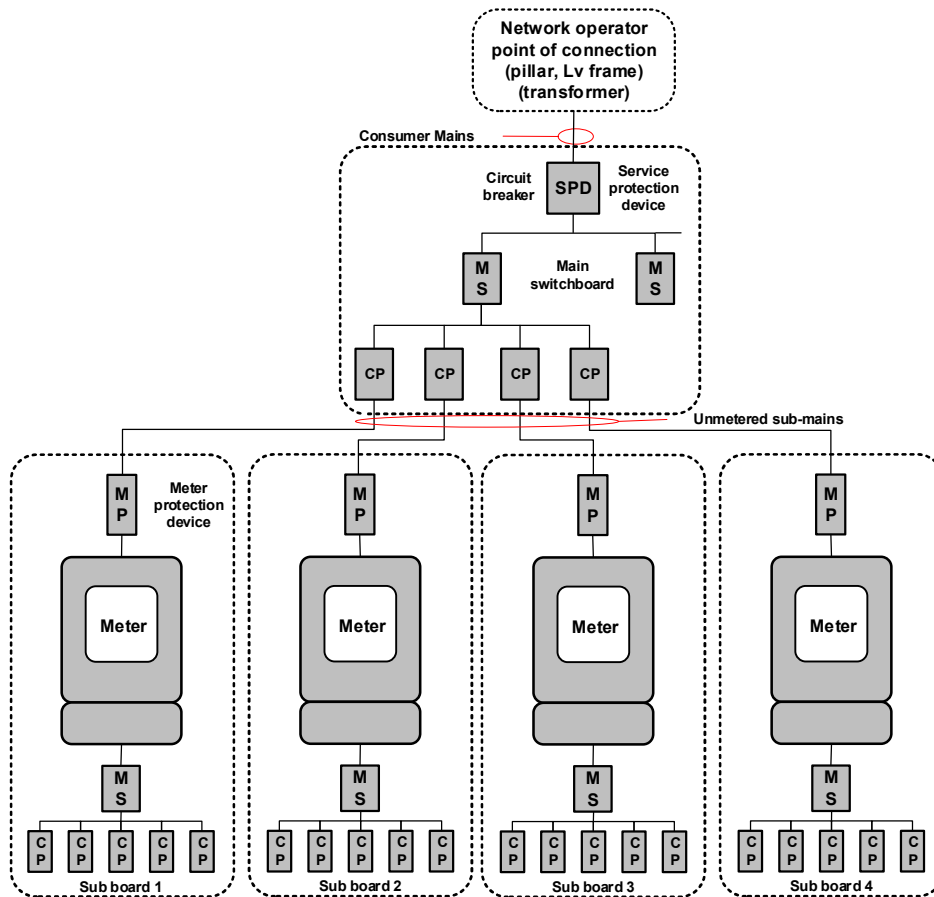 Network operator
point of connection
(pillar, Lv frame)
(transformer)
Consumer Mains
Circuit
breaker
SPD
Service
protection
device
M
S
Main
switchboard
M
S
CP
CP
CP
CP
Unmetered sub-mains
M
P
Meter
protection
device
M
P
M
P
M
P
Meter
Meter
Meter
Meter
M
S
M
S
M
S
M
S
C
P
C
P
C
P
C
P
C
P
C
P
C
P
C
P
C
P
C
P
C
P
C
P
C
P
C
P
C
P
C
P
C
P
C
P
C
P
C
P
Sub board 1
Sub board 2
Sub board 3
Sub board 4